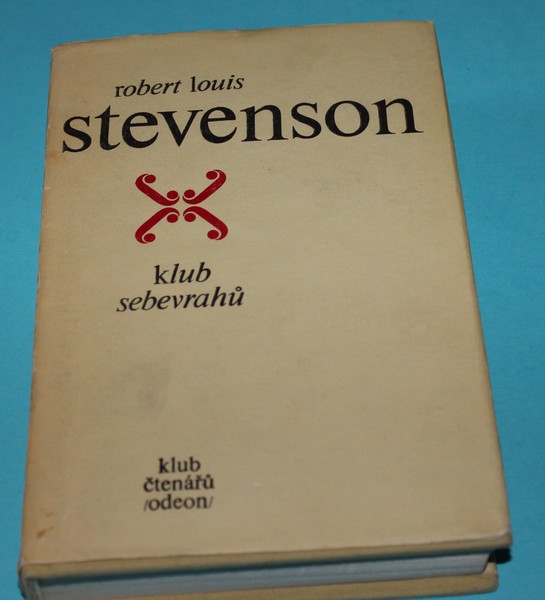 robert louis
stevenson
klub
sebevrahů
klub
čtenářů
/odeon/